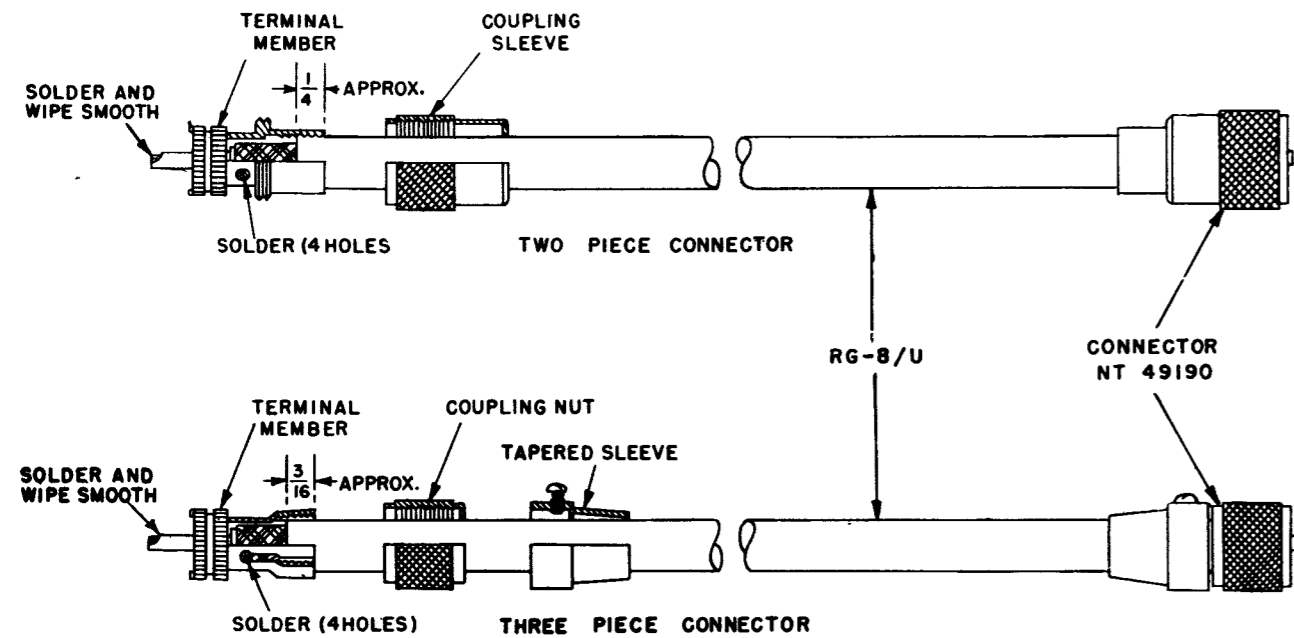 TERMINAL
MEMBER
COUPLING
SLEEVE
SOLDER AND
WIPE SMOOTH
1/4 APPROX.
SOLDER (4 HOLES
TWO PIECE CONNECTOR
RG-8/U
CONNECTOR
NT 49190
TERMINAL
MEMBER
COUPLING NUT
TAPERED SLEEVE
SOLDER AND
WIPE SMOOTH
3/16 APPROX.
SOLDER (4HOLES)
THREE PIECE CONNECTOR